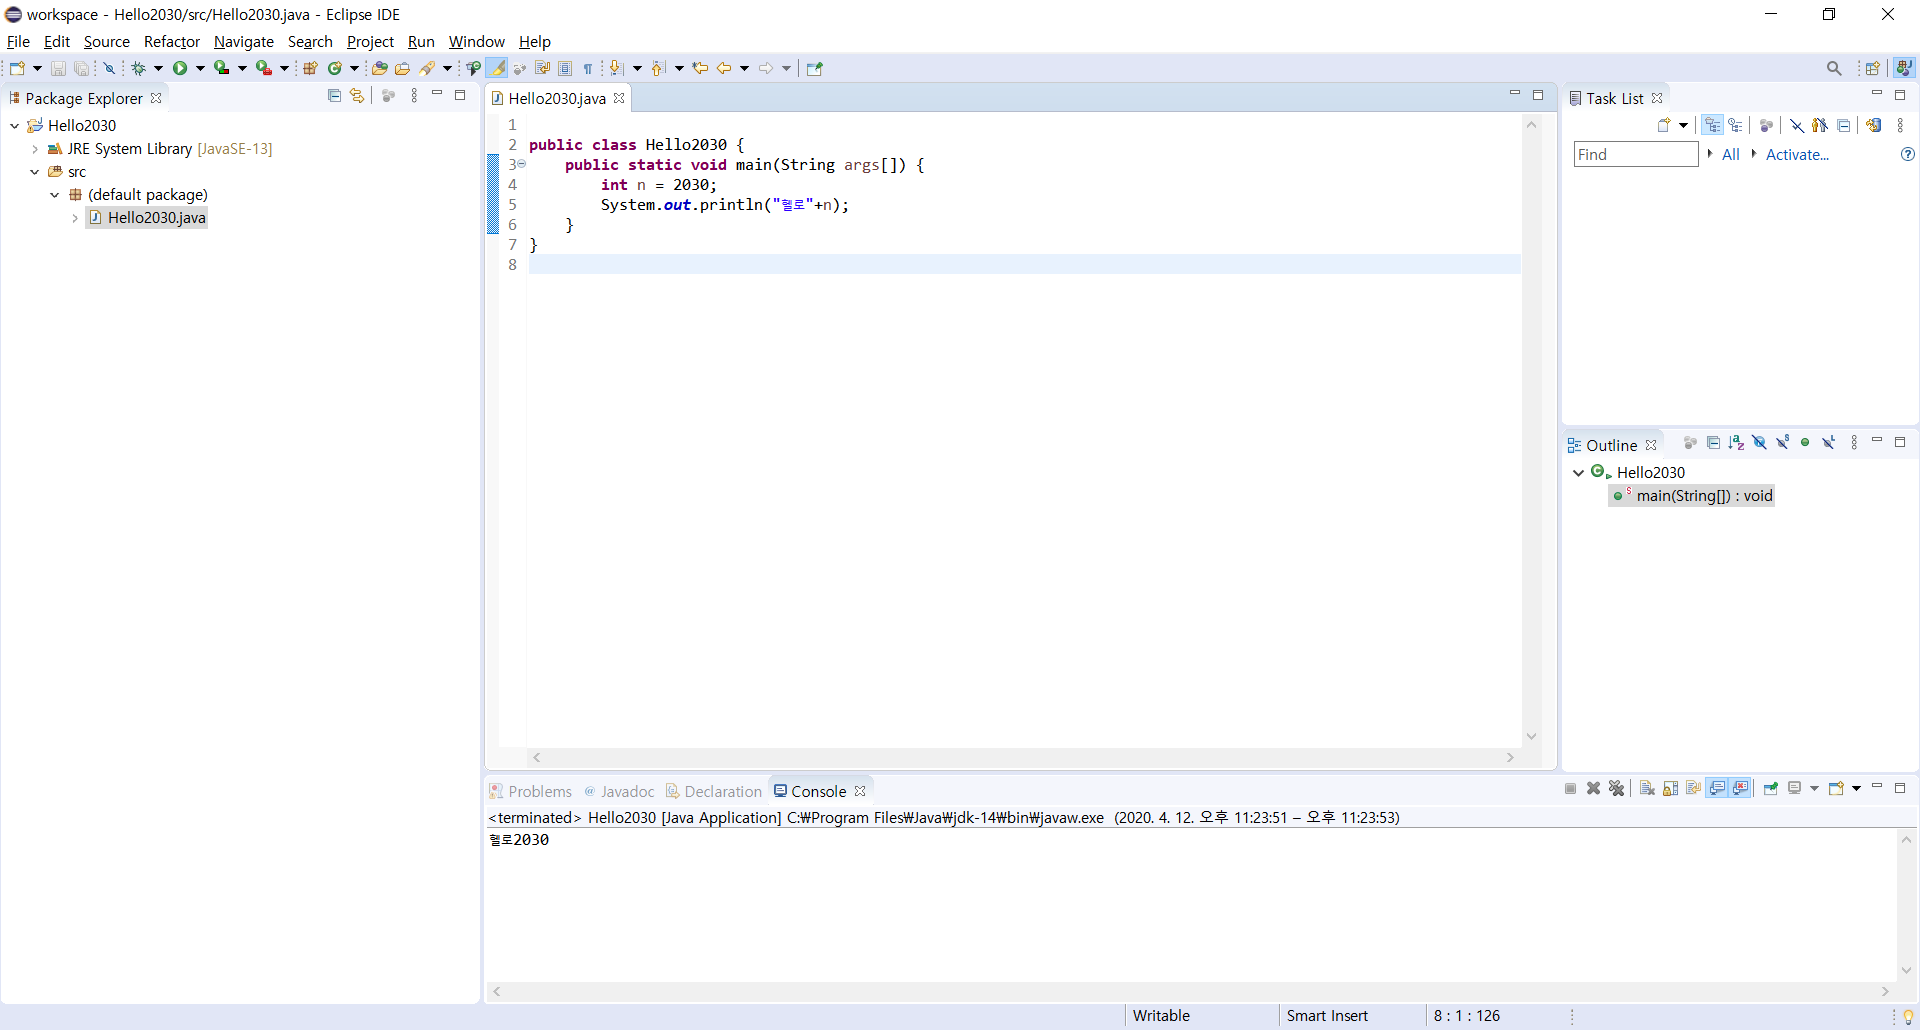 workspace - Hello2030/src/Hello2030.java - Eclipse IDE
File Edit Source Refactor Navigate Search Project Run Window Help
Package Explorer
Hello2030
JRE System Library [JavaSE-13]
src
(default package)
Hello2030.java
Hello2030.java
1
2 public class Hello2030 {
3 public static void main(String args[]) {
4 int n = 2030;
5 System.out.println("헬로"+n);
6 }
7 }
8
Task List
Find All Activate...
Outline
Hello2030
main(String[]) : void
Problems @ Javadoc Declaration Console
<terminated> Hello2030 [Java Application] C:₩Program Files₩Java₩jdk-14₩bin₩javaw.exe (2020. 4. 12. 오후 11:23:51 – 오후 11:23:53)
헬로2030
Writable Smart Insert 8 : 1 : 126